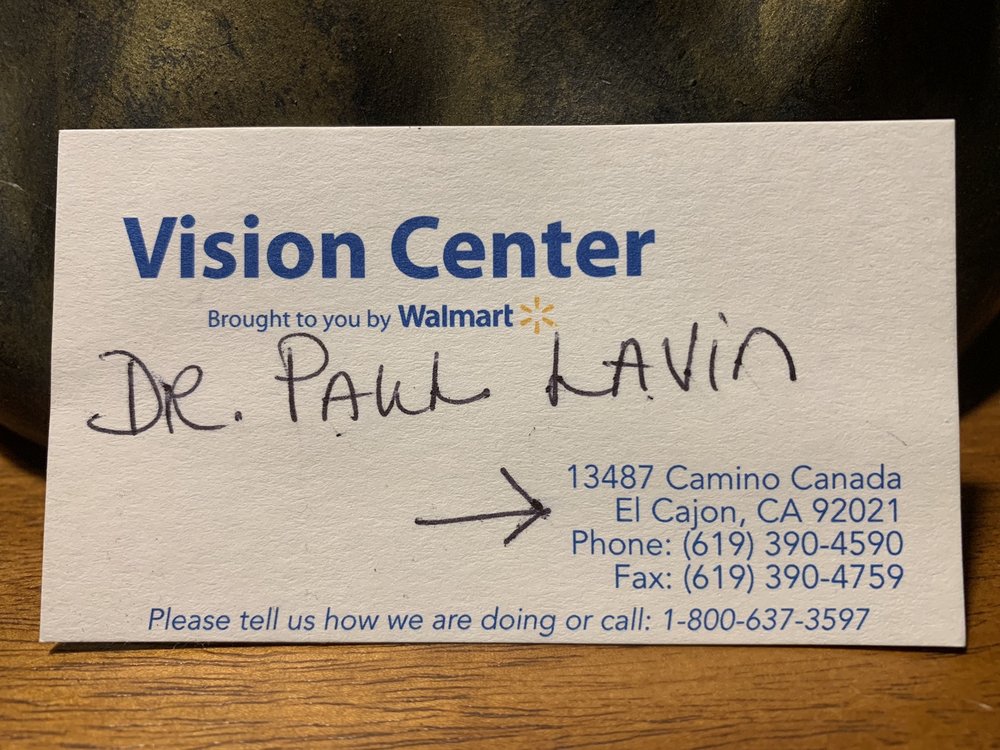 Vision Center
Brought to you by Walmart
DR. PAUL LAVIN
13487 Camino Canada
El Cajon, CA 92021
Phone: (619) 390-4590
Fax: (619) 390-4759
Please tell us how we are doing or call: 1-800-637-3597